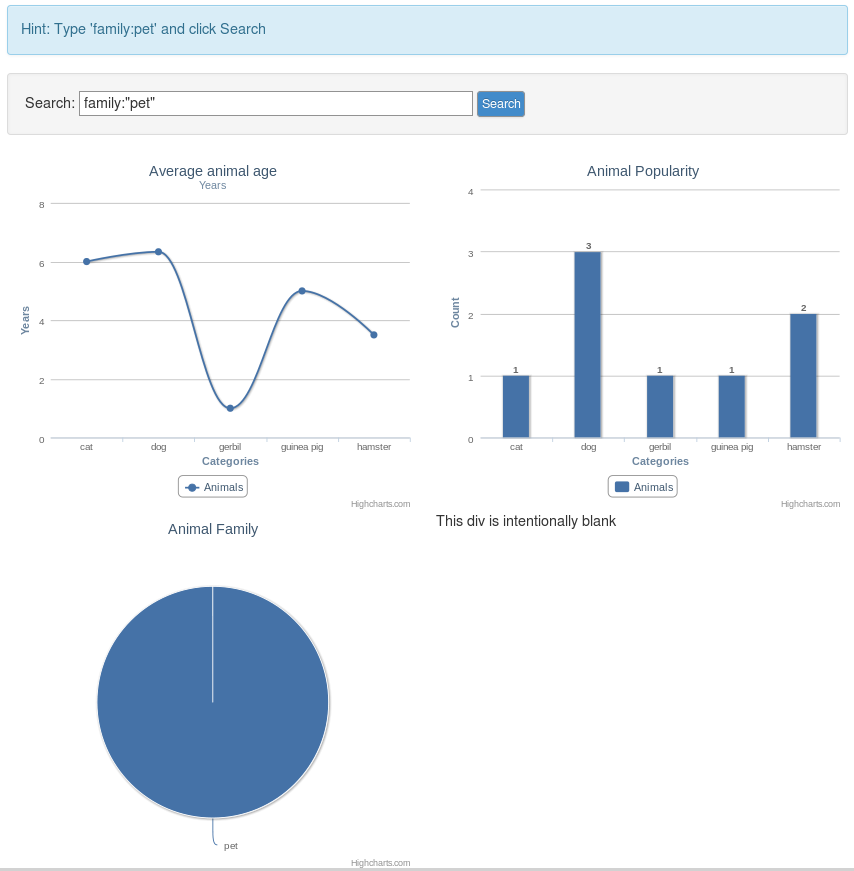 Hint: Type 'family:pet' and click Search
Search: family:"pet" Search
Average animal age
Years
8
6
4
2
0
Years
cat dog gerbil guinea pig hamster
Categories
Animals
Highcharts.com
Animal Popularity
4
3
2
1
0
Count
1 3 1 1 2
cat dog gerbil guinea pig hamster
Categories
Animals
Highcharts.com
Animal Family
pet
Highcharts.com
This div is intentionally blank